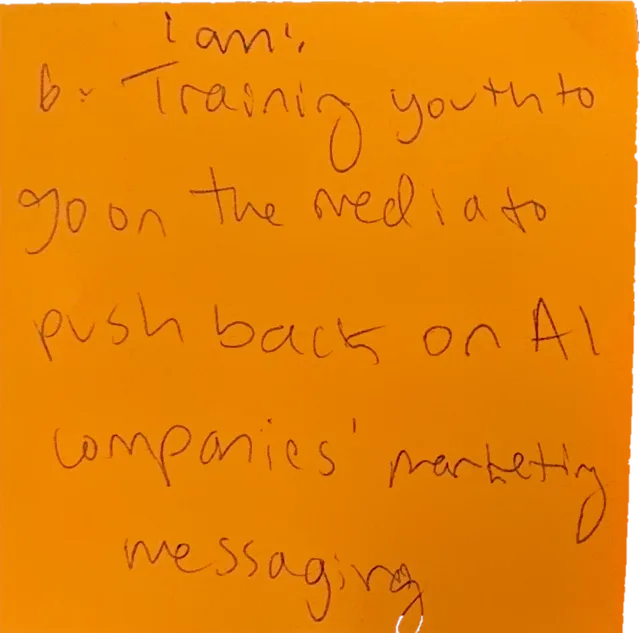 I am:
b- Training youth to
go on the media to
push back on AI
companies' marketing
messaging